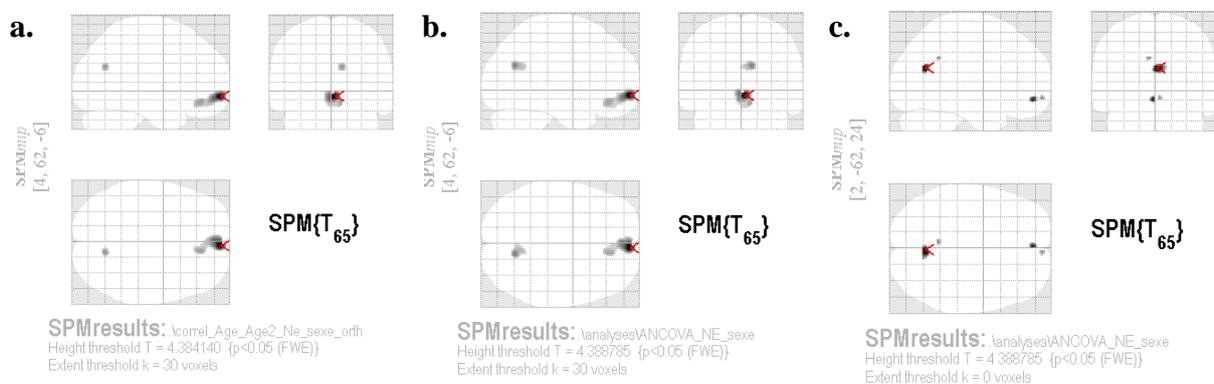 a.
SPMmip
[4, 62, -6]
SPM{T65}
SPMresults: .\correl_Age_Age2_Ne_sexe_orth
Height threshold T = 4.384140 {p<0.05 (FWE)}
Extent threshold k = 30 voxels
b.
SPMmip
[4, 62, -6]
SPM{T65}
SPMresults: .\analyses\ANCOVA_NE_sexe
Height threshold T = 4.388785 {p<0.05 (FWE)}
Extent threshold k = 30 voxels
c.
SPMmip
[2, -62, 24]
SPM{T65}
SPMresults: .\analyses\ANCOVA_NE_sexe
Height threshold T = 4.388785 {p<0.05 (FWE)}
Extent threshold k = 0 voxels